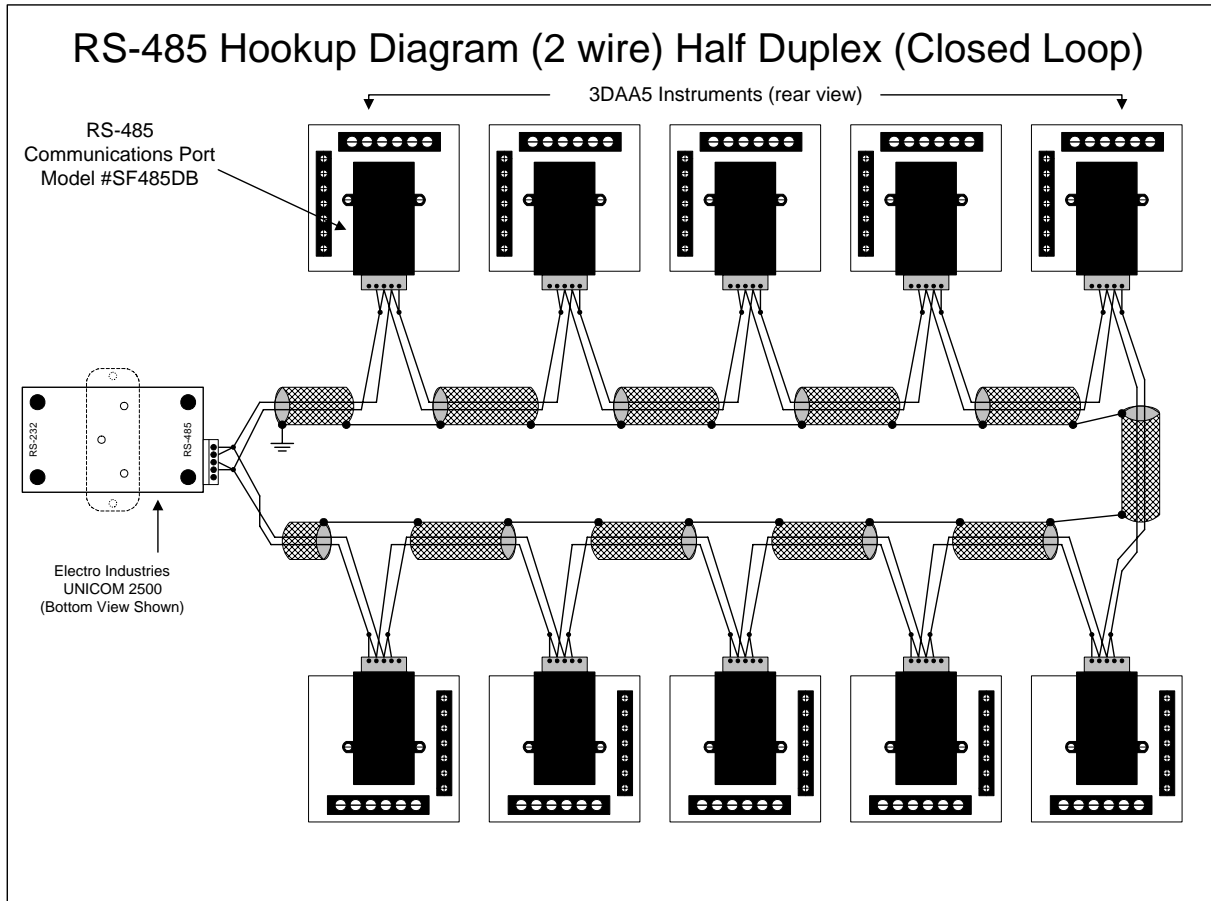 RS-485 Hookup Diagram (2 wire) Half Duplex (Closed Loop)
3DAA5 Instruments (rear view)
RS-485
Communications Port
Model #SF485DB
RS-232
RS-485
Electro Industries
UNICOM 2500
(Bottom View Shown)